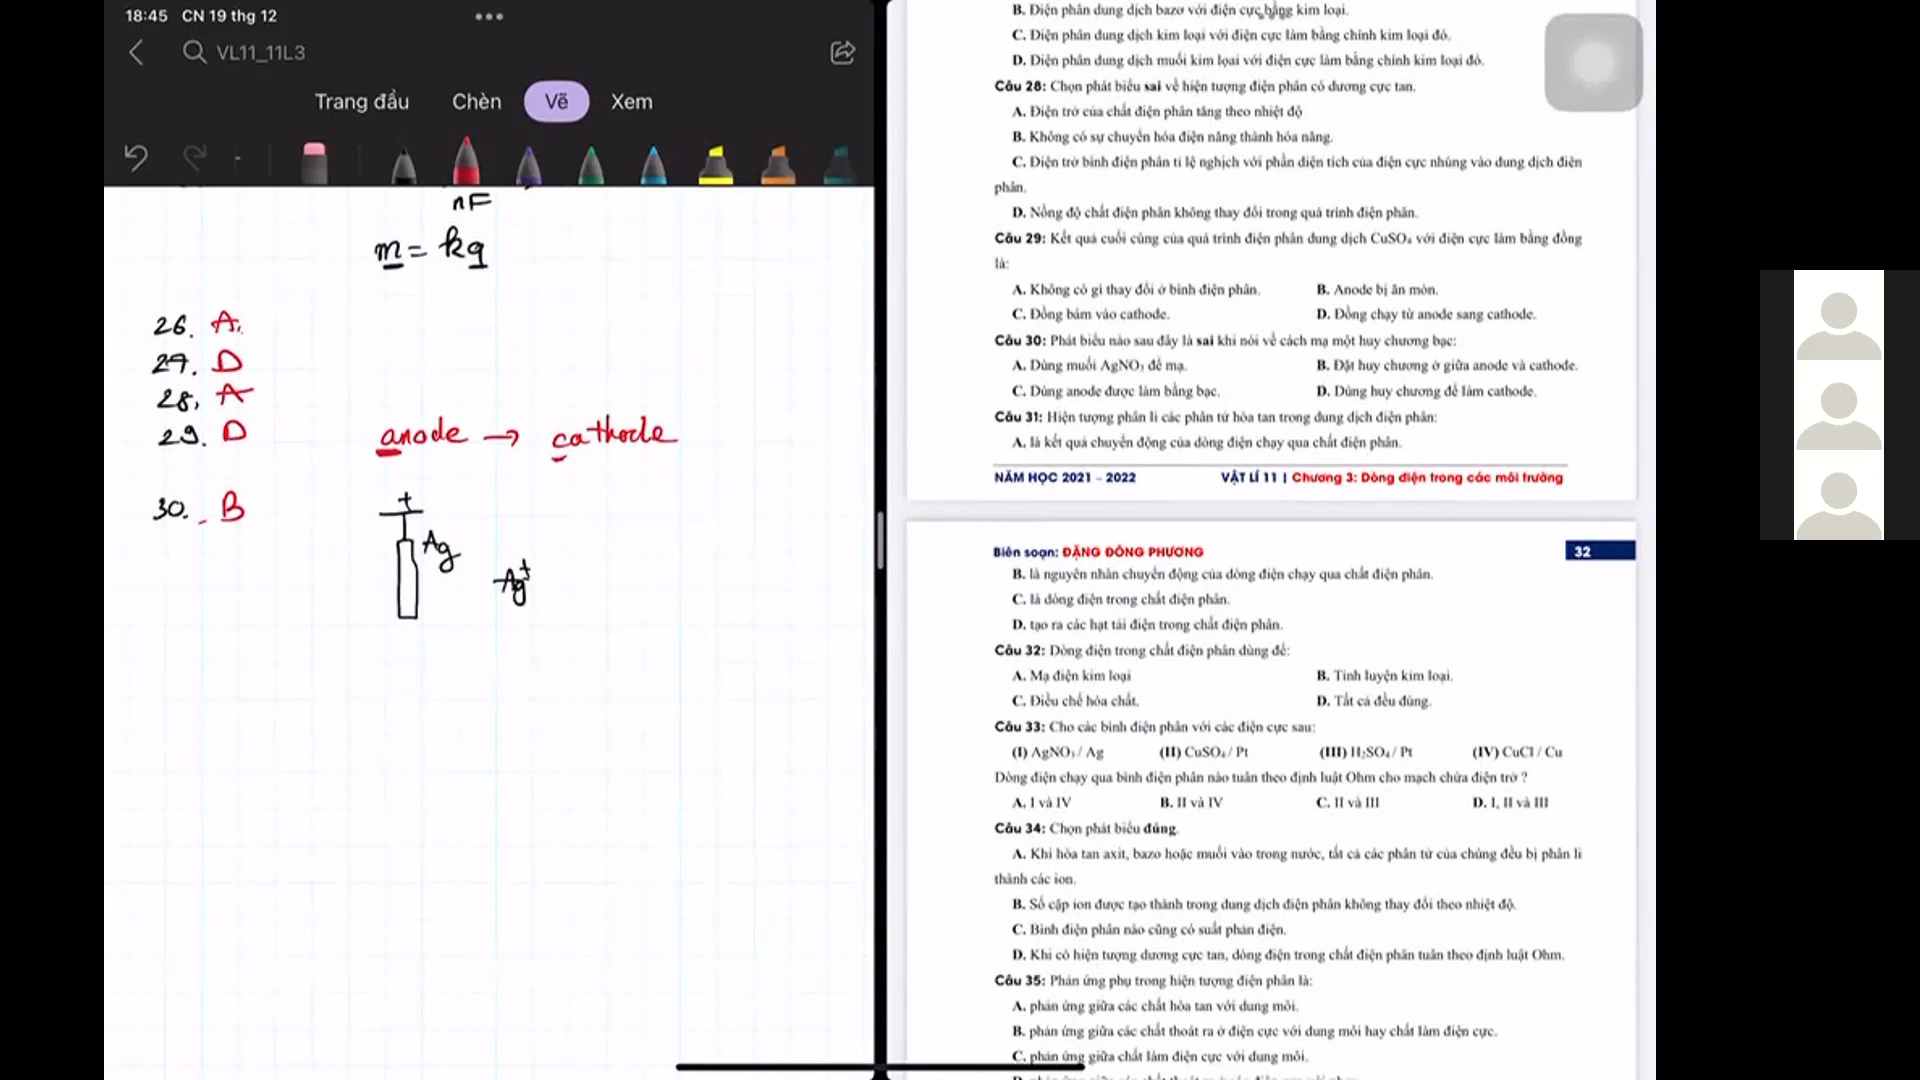 18:45 CN 19 thg 12
VL11_11L3
Trang đầu Chèn Vẽ Xem
nF
m = kq
26. A.
27. D
28. A
29. D
anode → cathode
30. B
+
Ag
Ag+
B. Điện phân dung dịch bazơ với điện cực bằng kim loại.
C. Điện phân dung dịch kim loại với điện cực làm bằng chính kim loại đó.
D. Điện phân dung dịch muối kim loại với điện cực làm bằng chính kim loại đó.
Câu 28: Chọn phát biểu sai về hiện tượng điện phân có dương cực tan.
A. Điện trở của chất điện phân tăng theo nhiệt độ
B. Không có sự chuyển hóa điện năng thành hóa năng.
C. Điện trở bình điện phân tỉ lệ nghịch với phần diện tích của điện cực nhúng vào dung dịch điện
phân.
D. Nồng độ chất điện phân không thay đổi trong quá trình điện phân.
Câu 29: Kết quả cuối cùng của quá trình điện phân dung dịch CuSO₄ với điện cực làm bằng đồng
là:
A. Không có gì thay đổi ở bình điện phân. B. Anode bị ăn mòn.
C. Đồng bám vào cathode. D. Đồng chạy từ anode sang cathode.
Câu 30: Phát biểu nào sau đây là sai khi nói về cách mạ một huy chương bạc:
A. Dùng muối AgNO₃ để mạ. B. Đặt huy chương ở giữa anode và cathode.
C. Dùng anode được làm bằng bạc. D. Dùng huy chương để làm cathode.
Câu 31: Hiện tượng phân li các phân tử hòa tan trong dung dịch điện phân:
A. là kết quả chuyển động của dòng điện chạy qua chất điện phân.
NĂM HỌC 2021 - 2022 VẬT LÍ 11 | Chương 3: Dòng điện trong các môi trường
Biên soạn: ĐẶNG ĐÔNG PHƯƠNG 32
B. là nguyên nhân chuyển động của dòng điện chạy qua chất điện phân.
C. là dòng điện trong chất điện phân.
D. tạo ra các hạt tải điện trong chất điện phân.
Câu 32: Dòng điện trong chất điện phân dùng để:
A. Mạ điện kim loại B. Tinh luyện kim loại.
C. Điều chế hóa chất. D. Tất cả đều đúng.
Câu 33: Cho các bình điện phân với các điện cực sau:
(I) AgNO₃ / Ag (II) CuSO₄ / Pt (III) H₂SO₄ / Pt (IV) CuCl / Cu
Dòng điện chạy qua bình điện phân nào tuân theo định luật Ohm cho mạch chứa điện trở ?
A. I và IV B. II và IV C. II và III D. I, II và III
Câu 34: Chọn phát biểu đúng.
A. Khi hòa tan axit, bazơ hoặc muối vào trong nước, tất cả các phân tử của chúng đều bị phân li
thành các ion.
B. Số cặp ion được tạo thành trong dung dịch điện phân không thay đổi theo nhiệt độ.
C. Bình điện phân nào cũng có suất phản điện.
D. Khi có hiện tượng dương cực tan, dòng điện trong chất điện phân tuân theo định luật Ohm.
Câu 35: Phản ứng phụ trong hiện tượng điện phân là:
A. phản ứng giữa các chất hòa tan với dung môi.
B. phản ứng giữa các chất thoát ra ở điện cực với dung môi hay chất làm điện cực.
C. phản ứng giữa chất làm điện cực với dung môi.